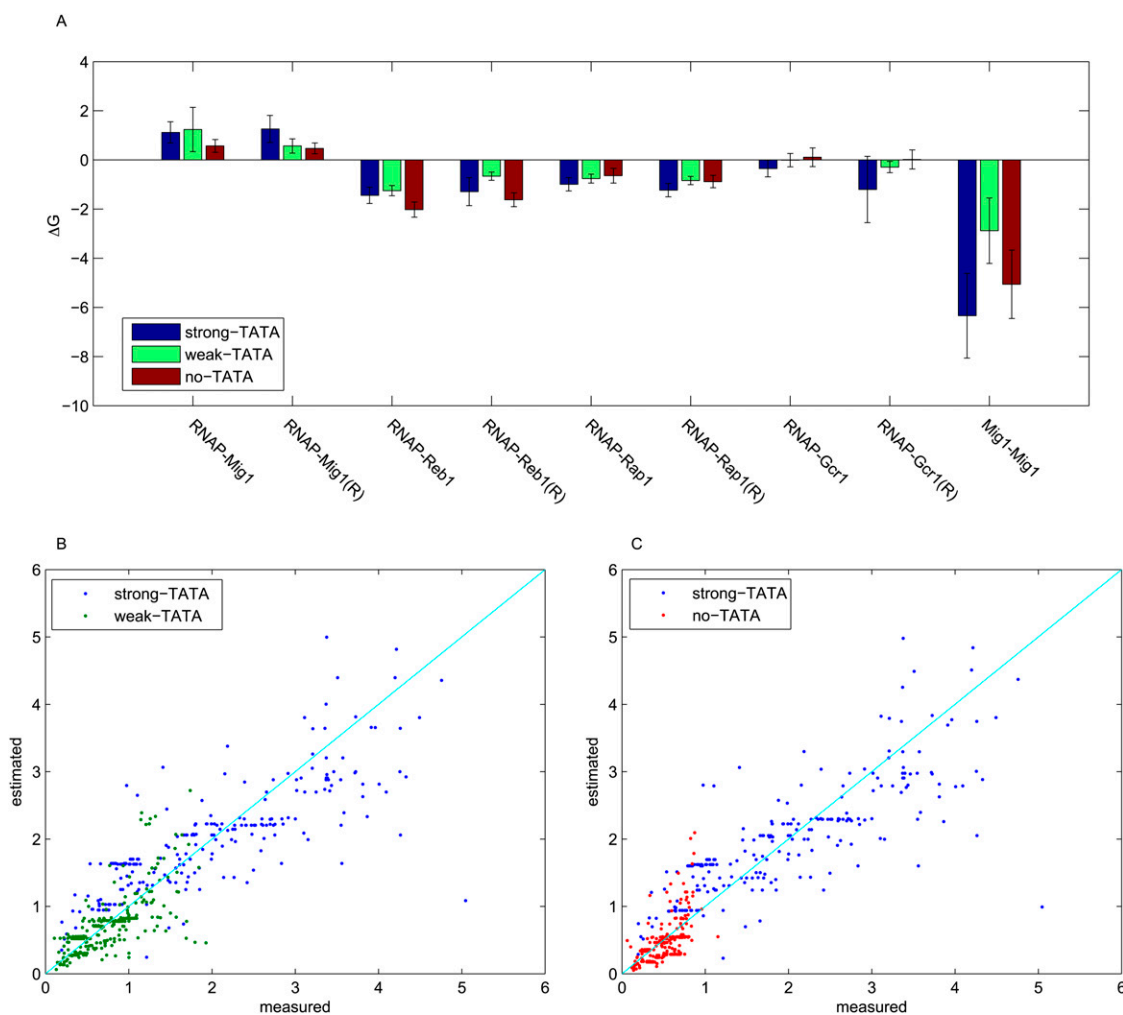 A
4
2
0
−2
−4
−6
−8
−10
ΔG
strong−TATA
weak−TATA
no−TATA
RNAP−Mig1
RNAP−Mig1(R)
RNAP−Reb1
RNAP−Reb1(R)
RNAP−Rap1
RNAP−Rap1(R)
RNAP−Gcr1
RNAP−Gcr1(R)
Mig1−Mig1
B
6
5
4
3
2
1
0
estimated
strong−TATA
weak−TATA
0 1 2 3 4 5 6
measured
C
6
5
4
3
2
1
0
estimated
strong−TATA
no−TATA
0 1 2 3 4 5 6
measured